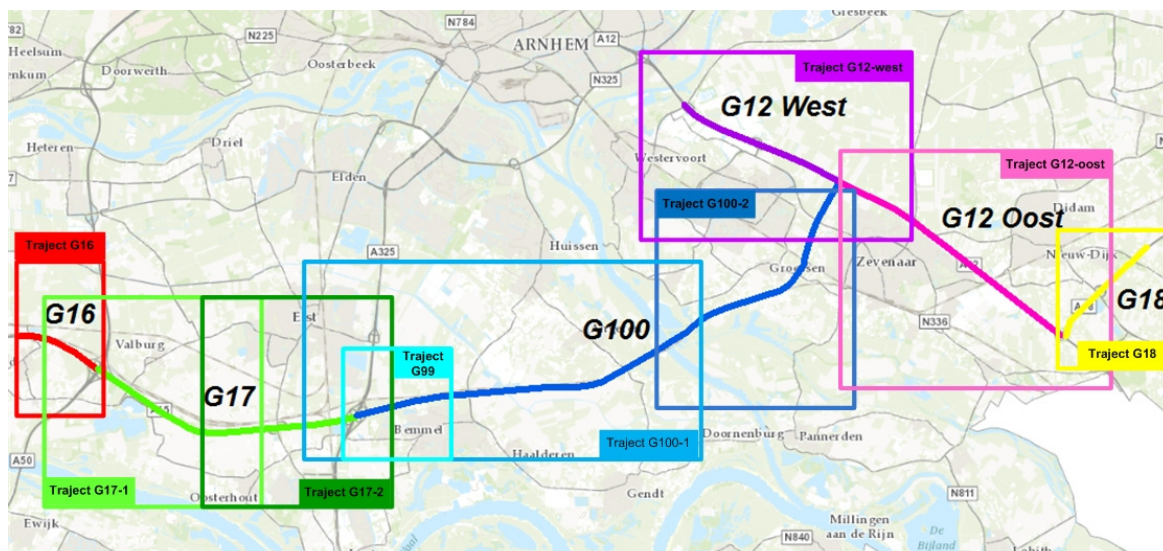 N784
Gresbeek
N225
ARNHEM
A12
Heelsum
Doorwerth
Oosterbeek
enkum
N325
Traject G12-west
G12 West
Heteren
Driel
Westervoort
Traject G12-oost
Elden
Traject G100-2
Didam
G12 Oost
Traject G16
A325
Huissen
Groessen
Zevenaar
Nieuw-Dijk
G16
Elst
G18
Valburg
G100
N336
Traject G99
Traject G18
G17
Bemmel
Doornenburg
Pannerden
Traject G100-1
A50
Haalderen
Traject G17-1
Oosterhout
Traject G17-2
Gendt
N811
Ewijk
Millingen
aan de Rijn
De
Bijland
N840